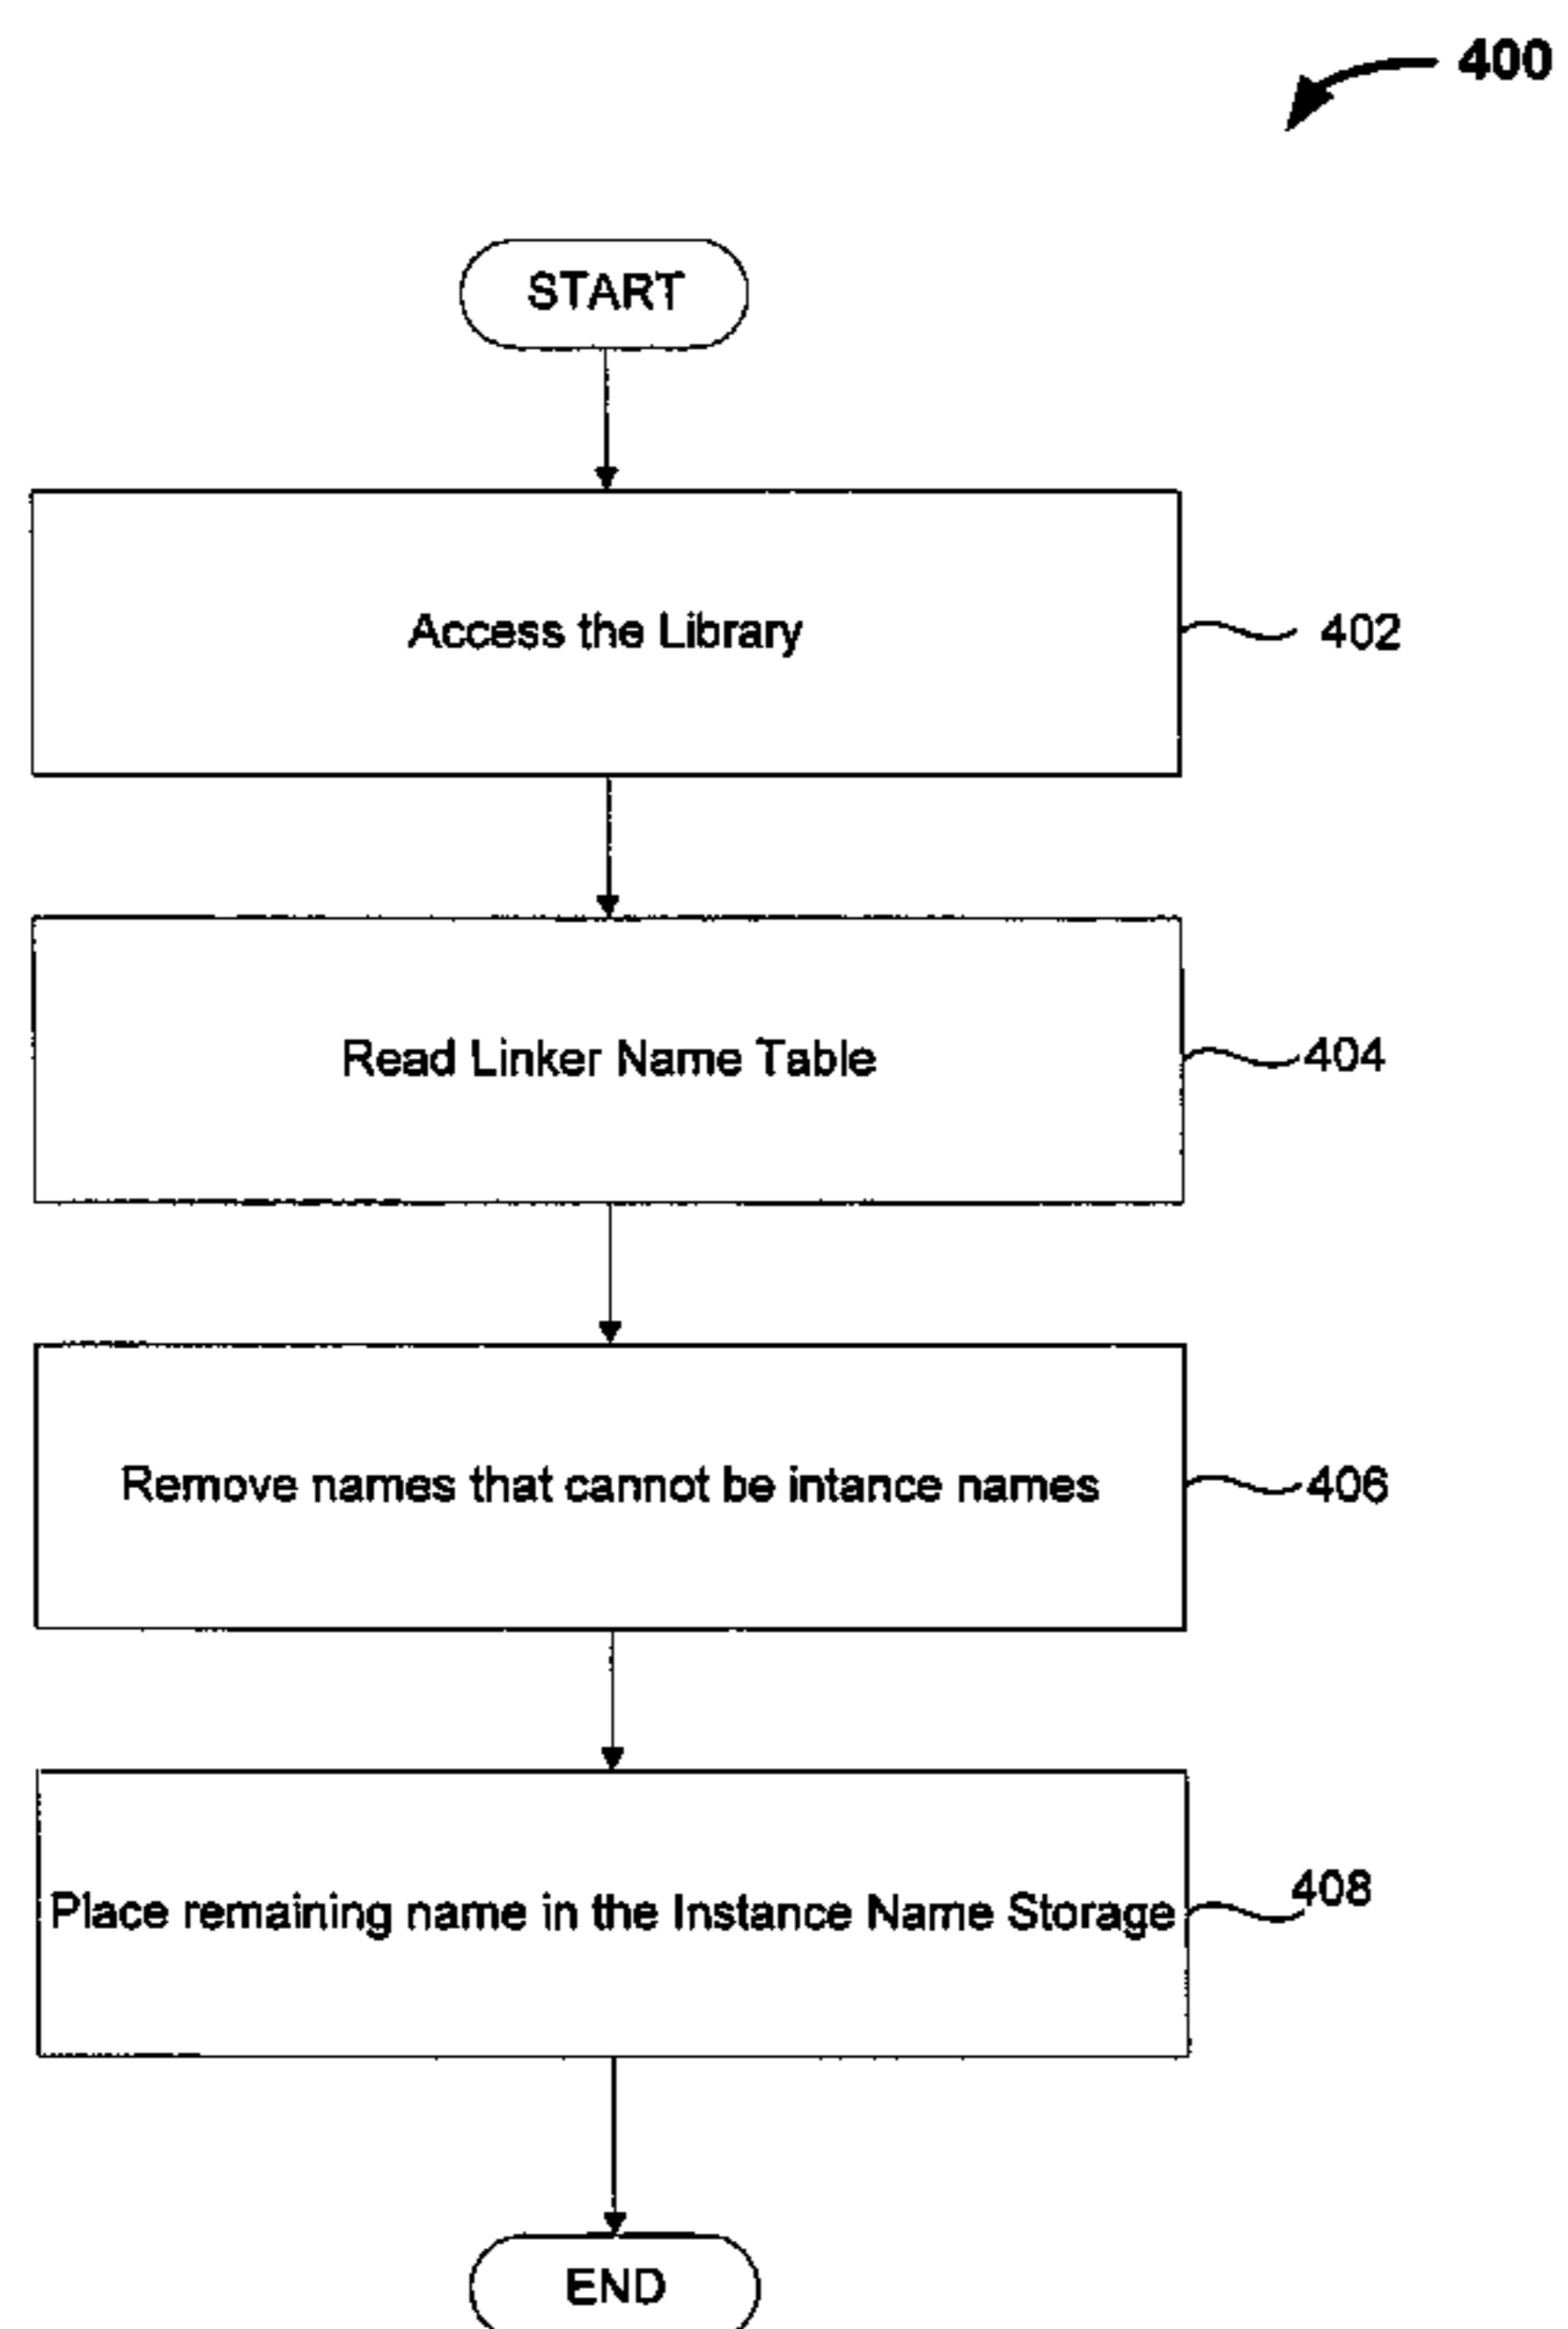 400
START
Access the Library
402
Read Linker Name Table
404
Remove names that cannot be intance names
406
Place remaining name in the Instance Name Storage
408
END